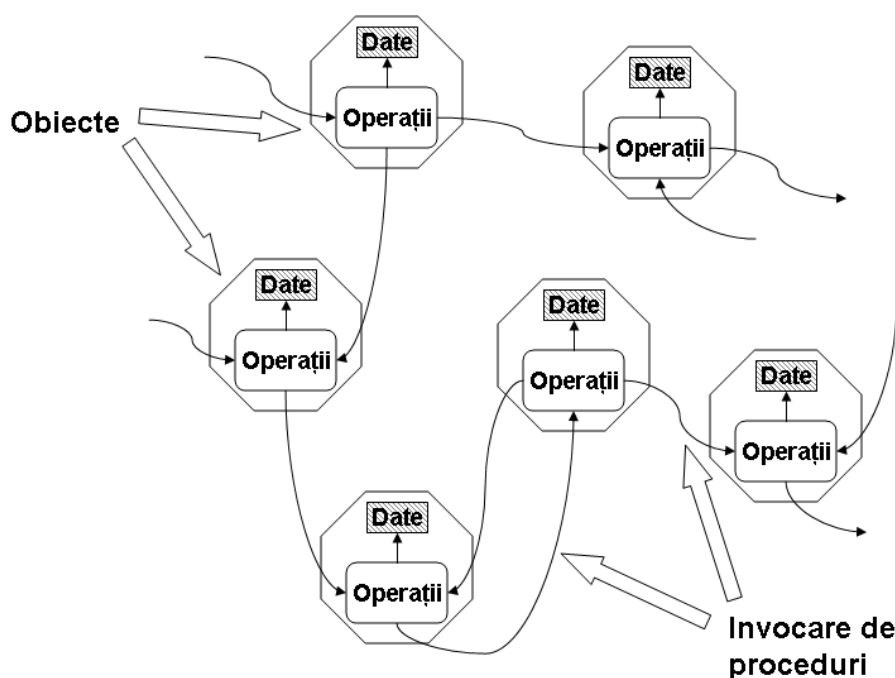 Date
Operații
Date
Operații
Obiecte
Date
Operații
Date
Operații
Date
Operații
Date
Operații
Invocare de
proceduri